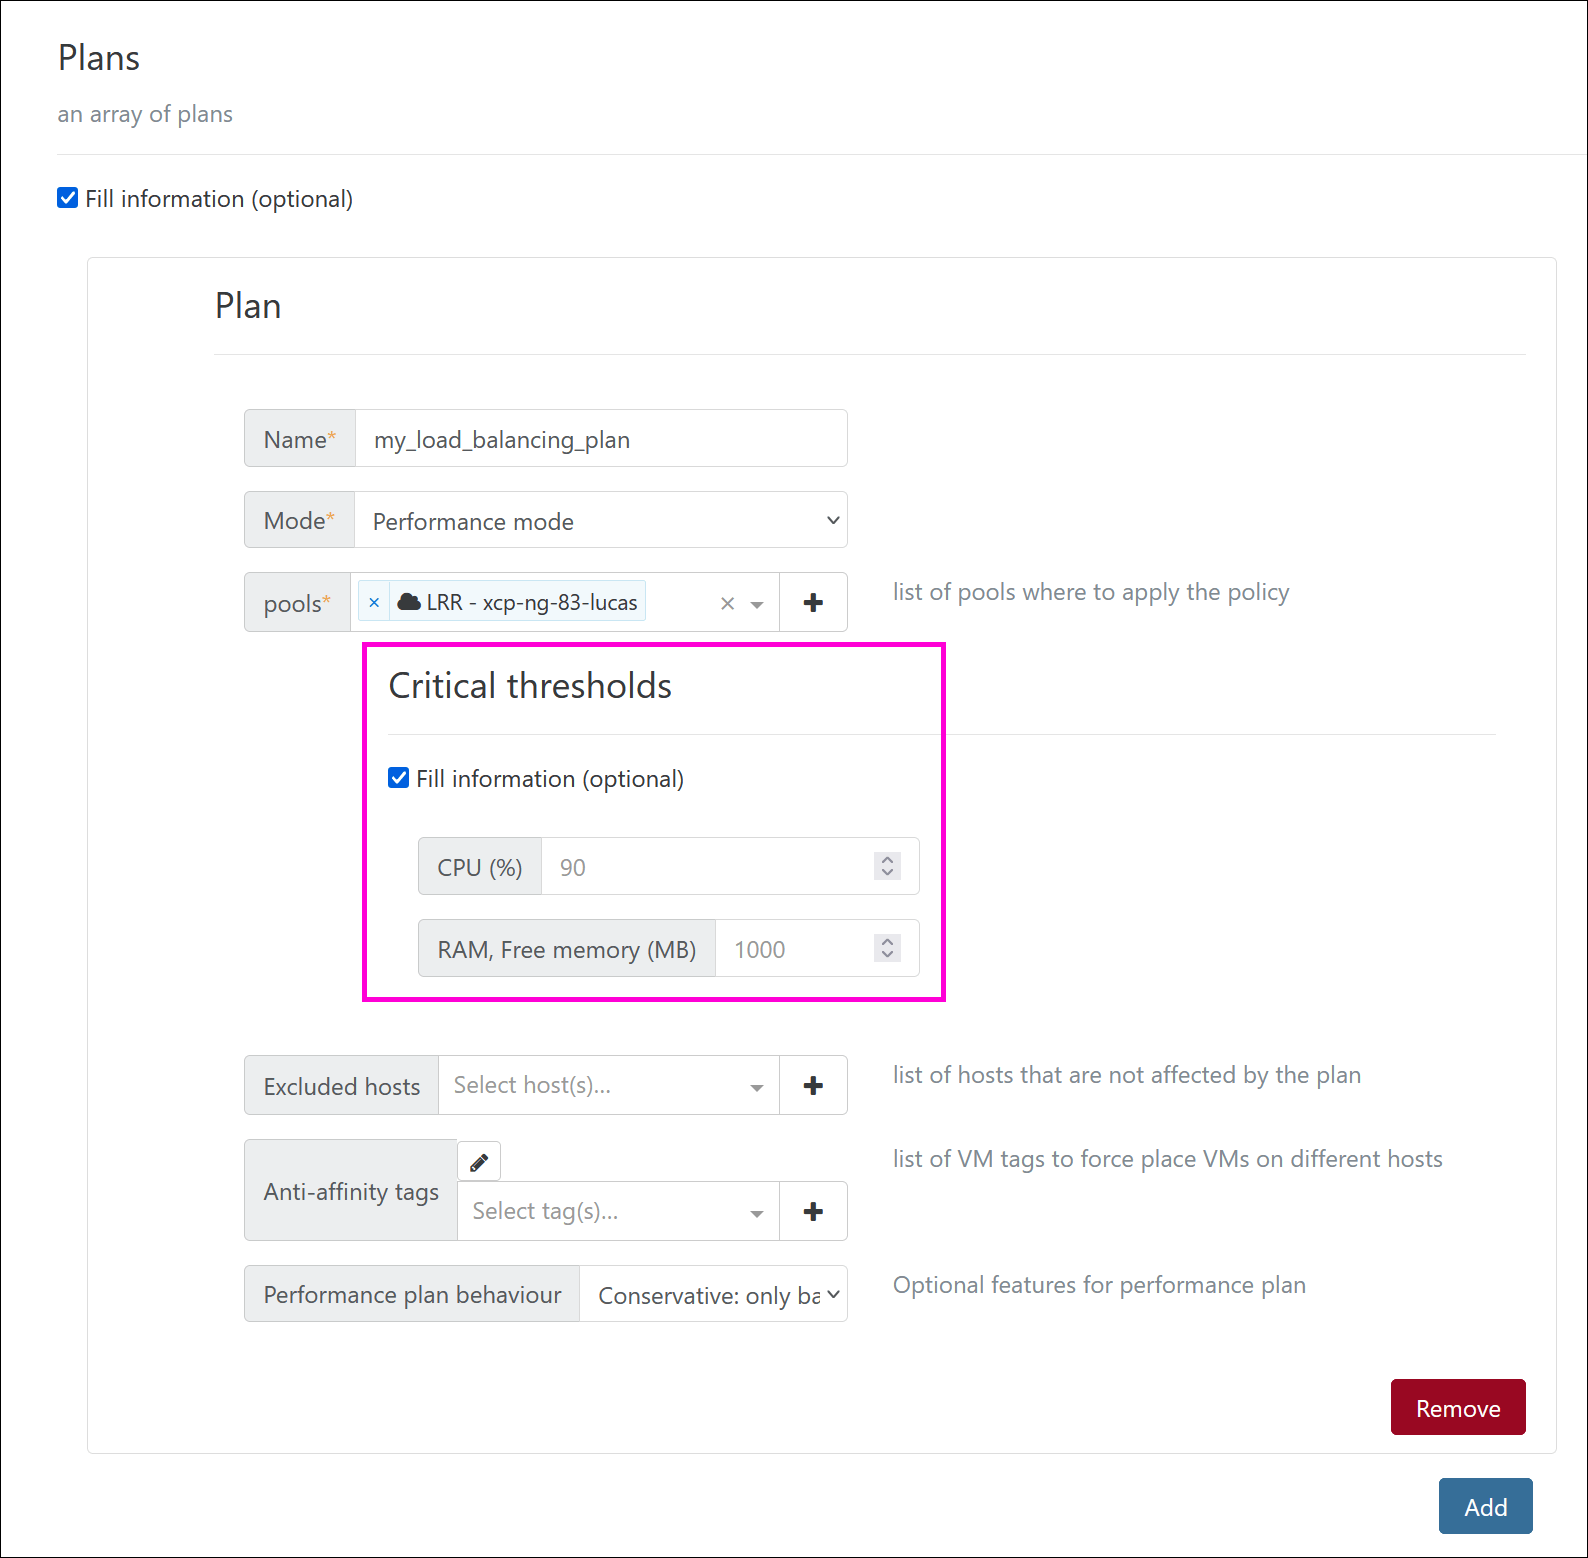 Plans
an array of plans
Fill information (optional)
Plan
Name* my_load_balancing_plan
Mode* Performance mode
pools* × LRR - xcp-ng-83-lucas × + list of pools where to apply the policy
Critical thresholds
Fill information (optional)
CPU (%) 90
RAM, Free memory (MB) 1000
Excluded hosts Select host(s)... + list of hosts that are not affected by the plan
Anti-affinity tags Select tag(s)... + list of VM tags to force place VMs on different hosts
Performance plan behaviour Conservative: only ba Optional features for performance plan
Remove
Add